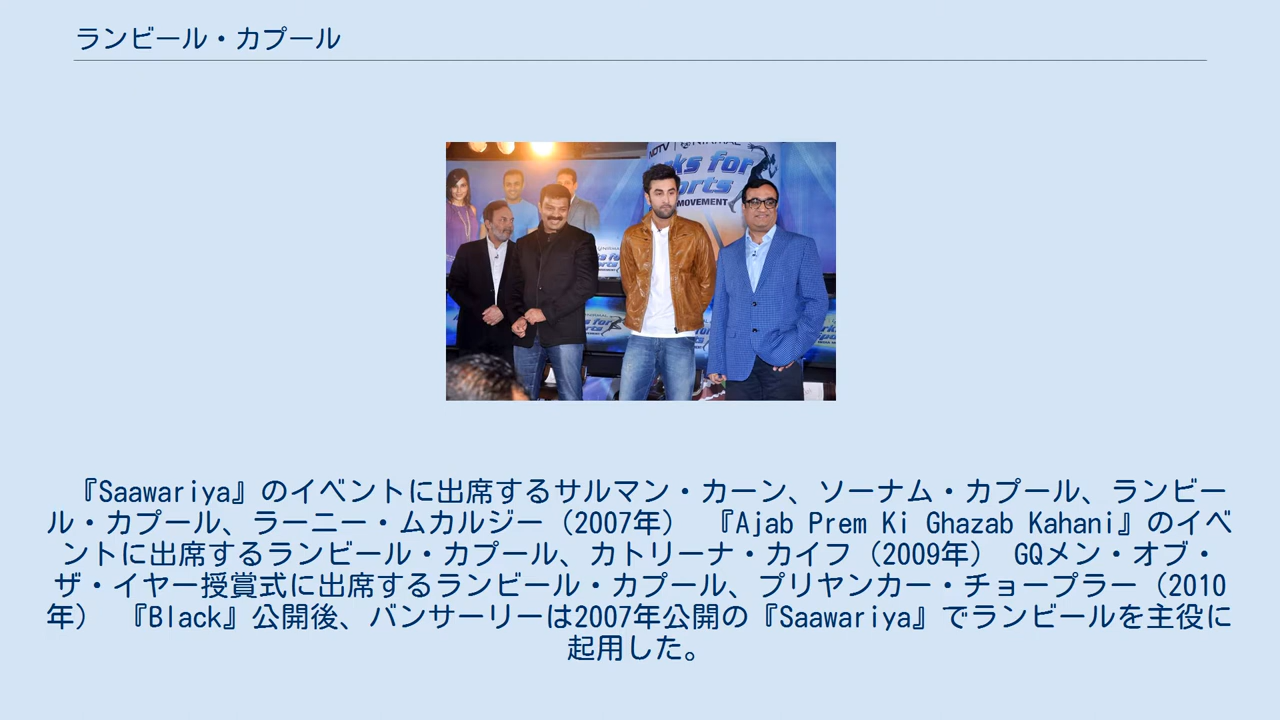 ランビール・カプール
NDTV NIRMAL
ks for
rts
MOVEMENT
『Saawariya』のイベントに出席するサルマン・カーン、ソーナム・カプール、ランビー
ル・カプール、ラーニー・ムカルジー（2007年） 『Ajab Prem Ki Ghazab Kahani』のイベ
ントに出席するランビール・カプール、カトリーナ・カイフ（2009年） GQメン・オブ・
ザ・イヤー授賞式に出席するランビール・カプール、プリヤンカー・チョープラー（2010
年） 『Black』公開後、バンサーリーは2007年公開の『Saawariya』でランビールを主役に
起用した。